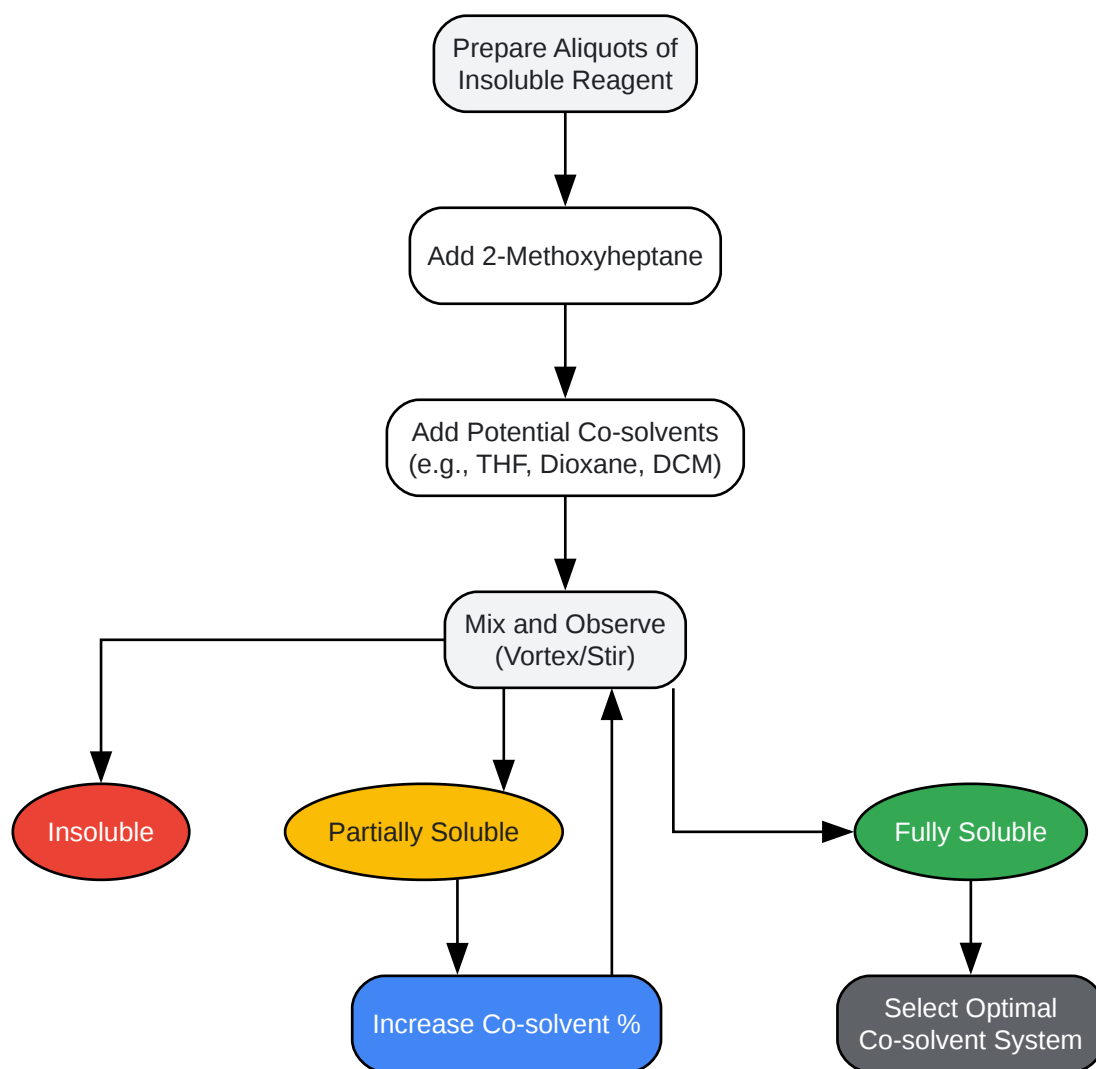 Prepare Aliquots of
Insoluble Reagent
Add 2-Methoxyheptane
Add Potential Co-solvents
(e.g., THF, Dioxane, DCM)
Mix and Observe
(Vortex/Stir)
Insoluble
Partially Soluble
Fully Soluble
Increase Co-solvent %
Select Optimal
Co-solvent System